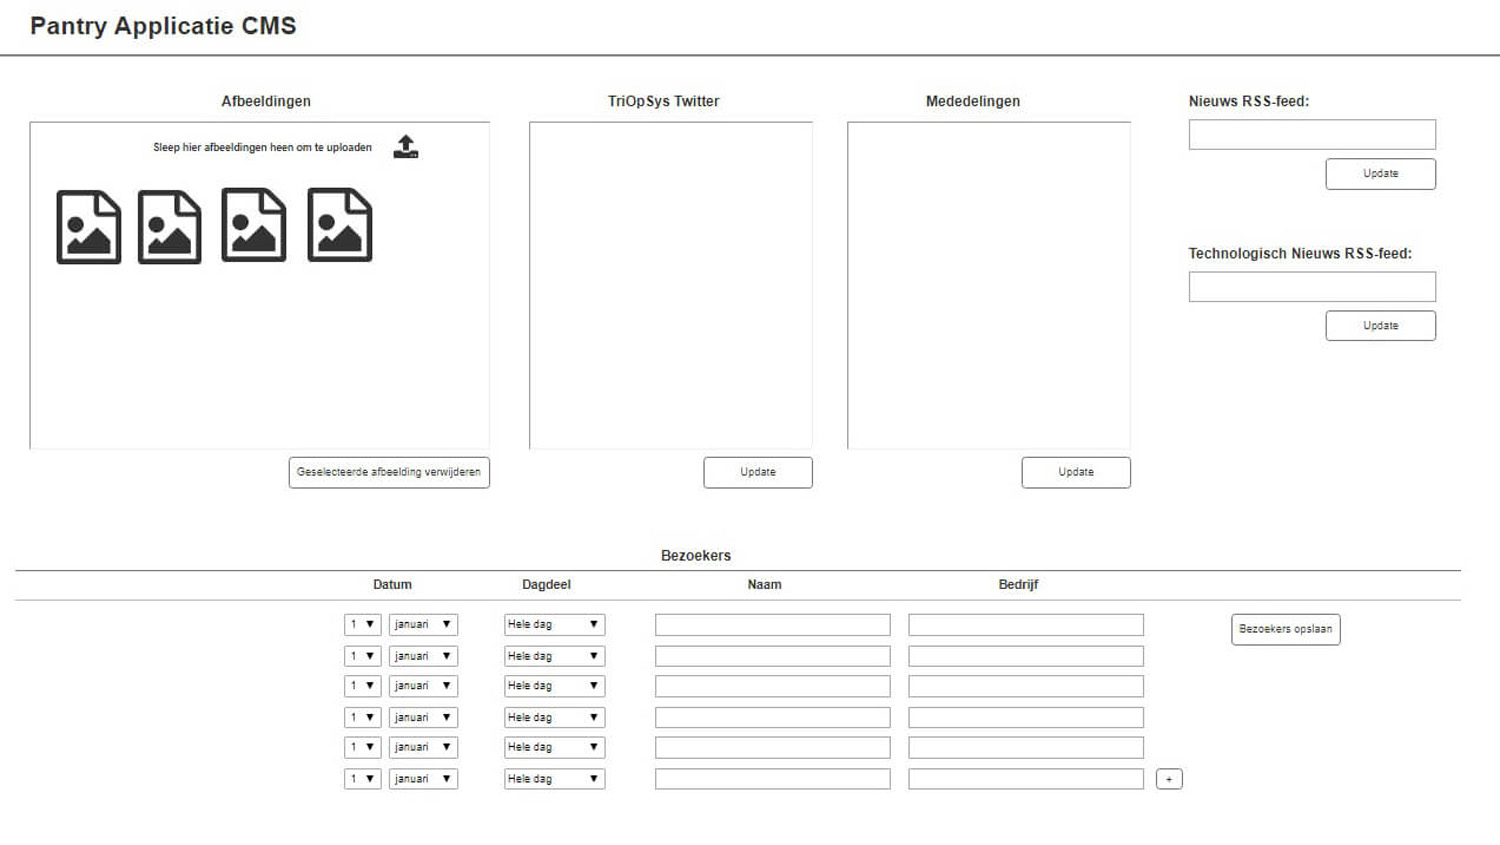 Pantry Applicatie CMS
Afbeeldingen
Sleep hier afbeeldingen heen om te uploaden
Geselecteerde afbeelding verwijderen
TriOpSys Twitter
Update
Mededelingen
Update
Nieuws RSS-feed:
Update
Technologisch Nieuws RSS-feed:
Update
Bezoekers
Datum Dagdeel Naam Bedrijf
1 januari Hele dag Bezoekers opslaan
1 januari Hele dag
1 januari Hele dag
1 januari Hele dag
1 januari Hele dag
1 januari Hele dag +